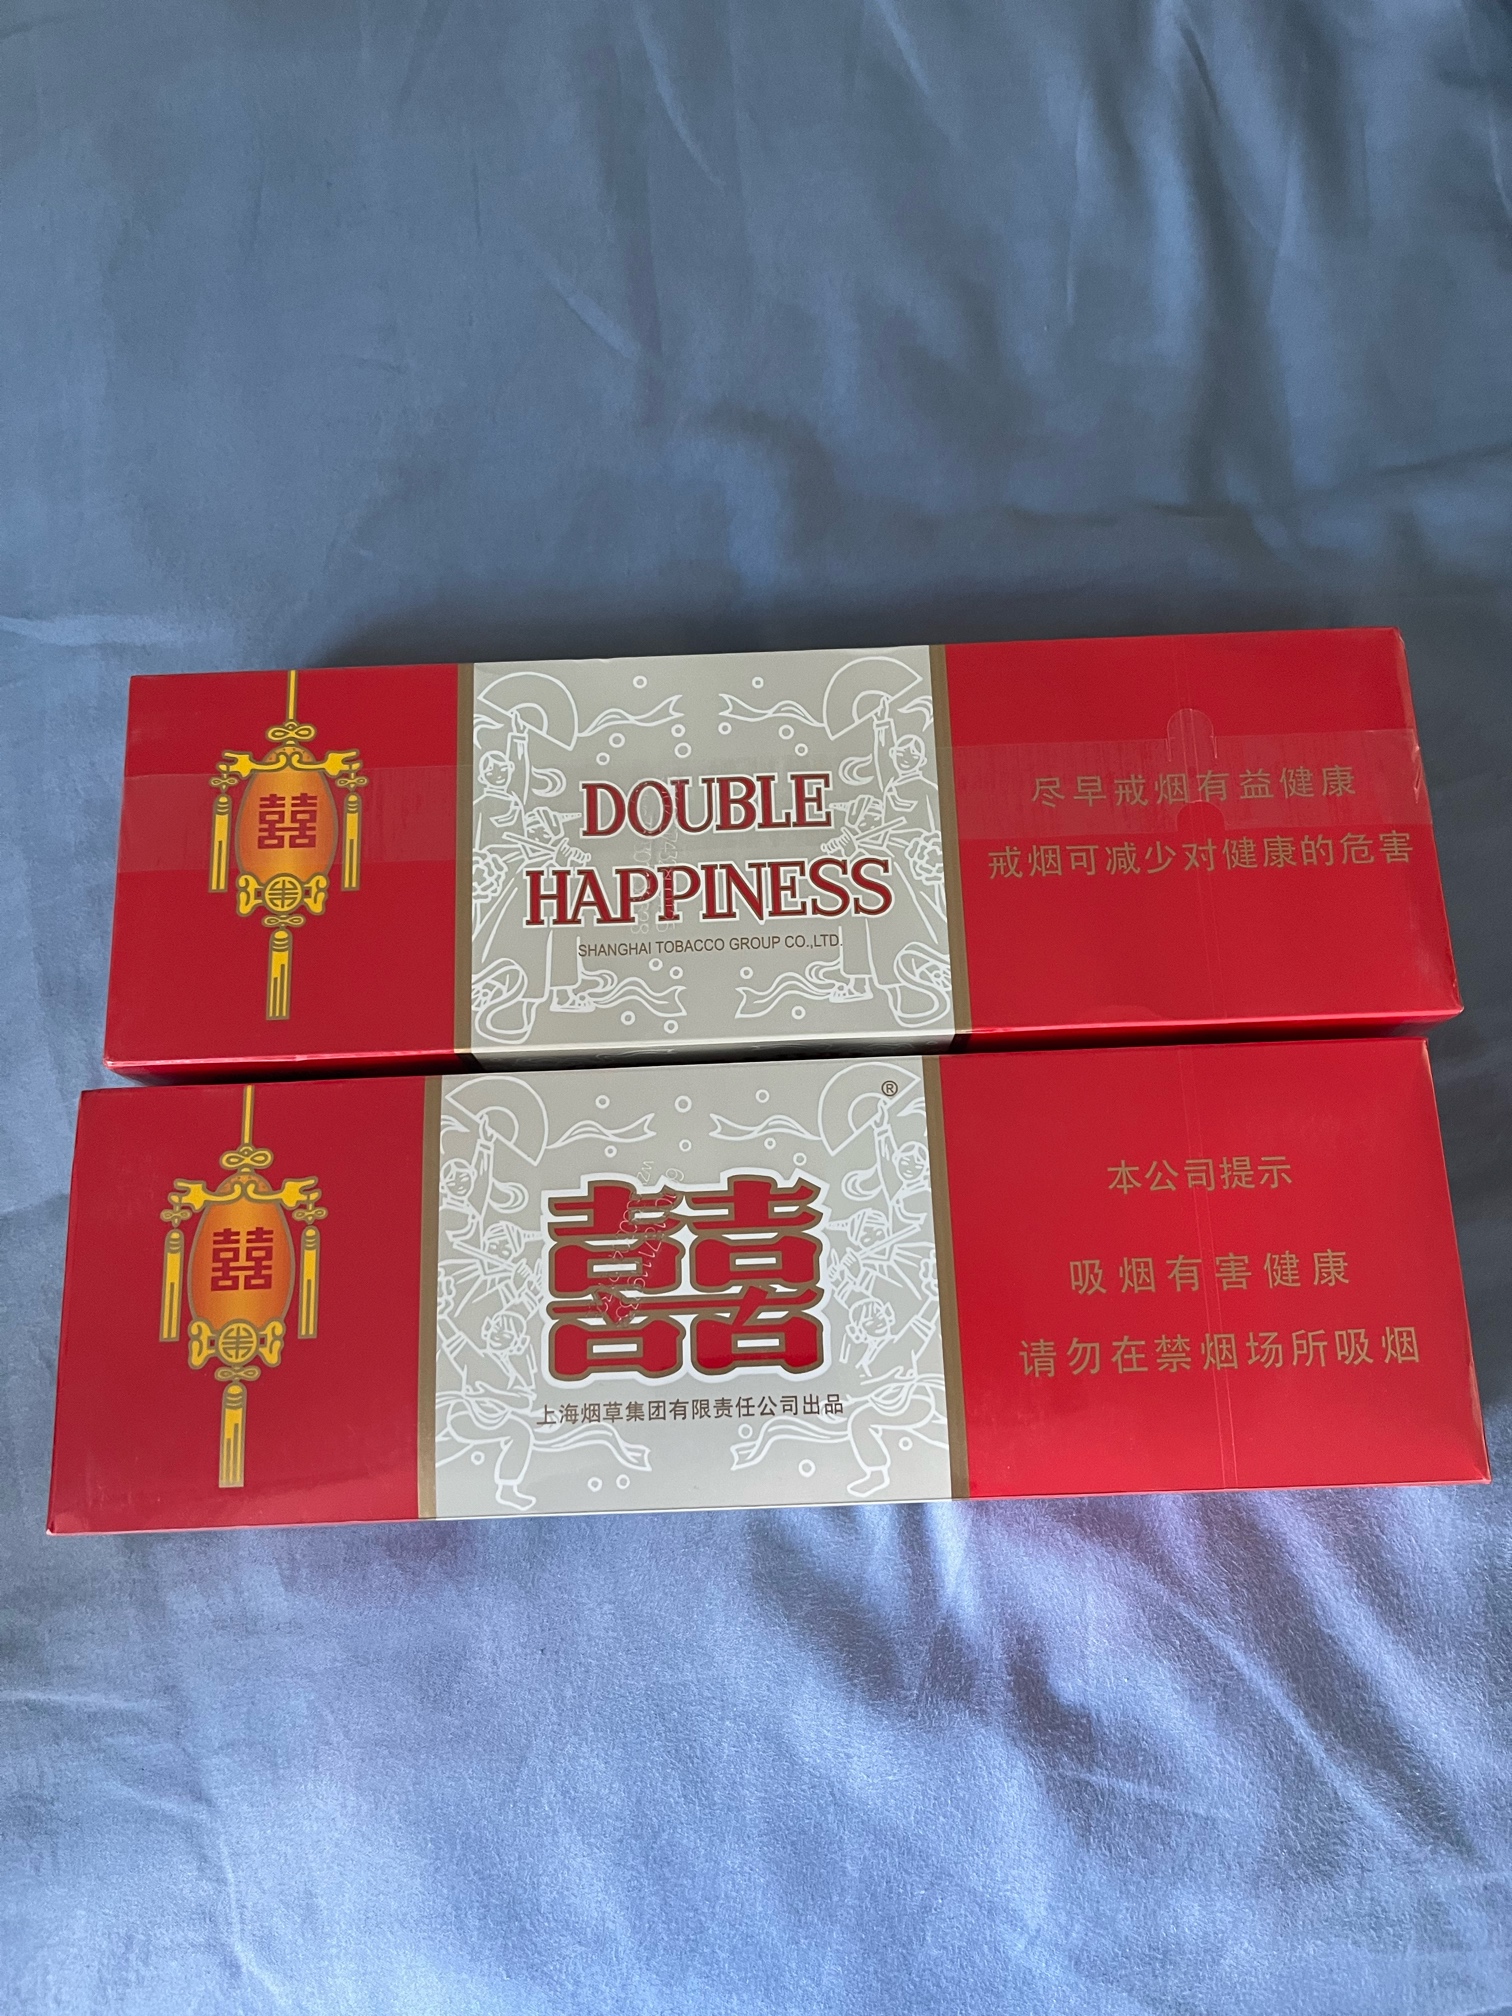 囍
DOUBLE
HAPPINESS
SHANGHAI TOBACCO GROUP CO.,LTD.
尽早戒烟有益健康
戒烟可减少对健康的危害
囍
®
囍
上海烟草集团有限责任公司出品
本公司提示
吸烟有害健康
请勿在禁烟场所吸烟